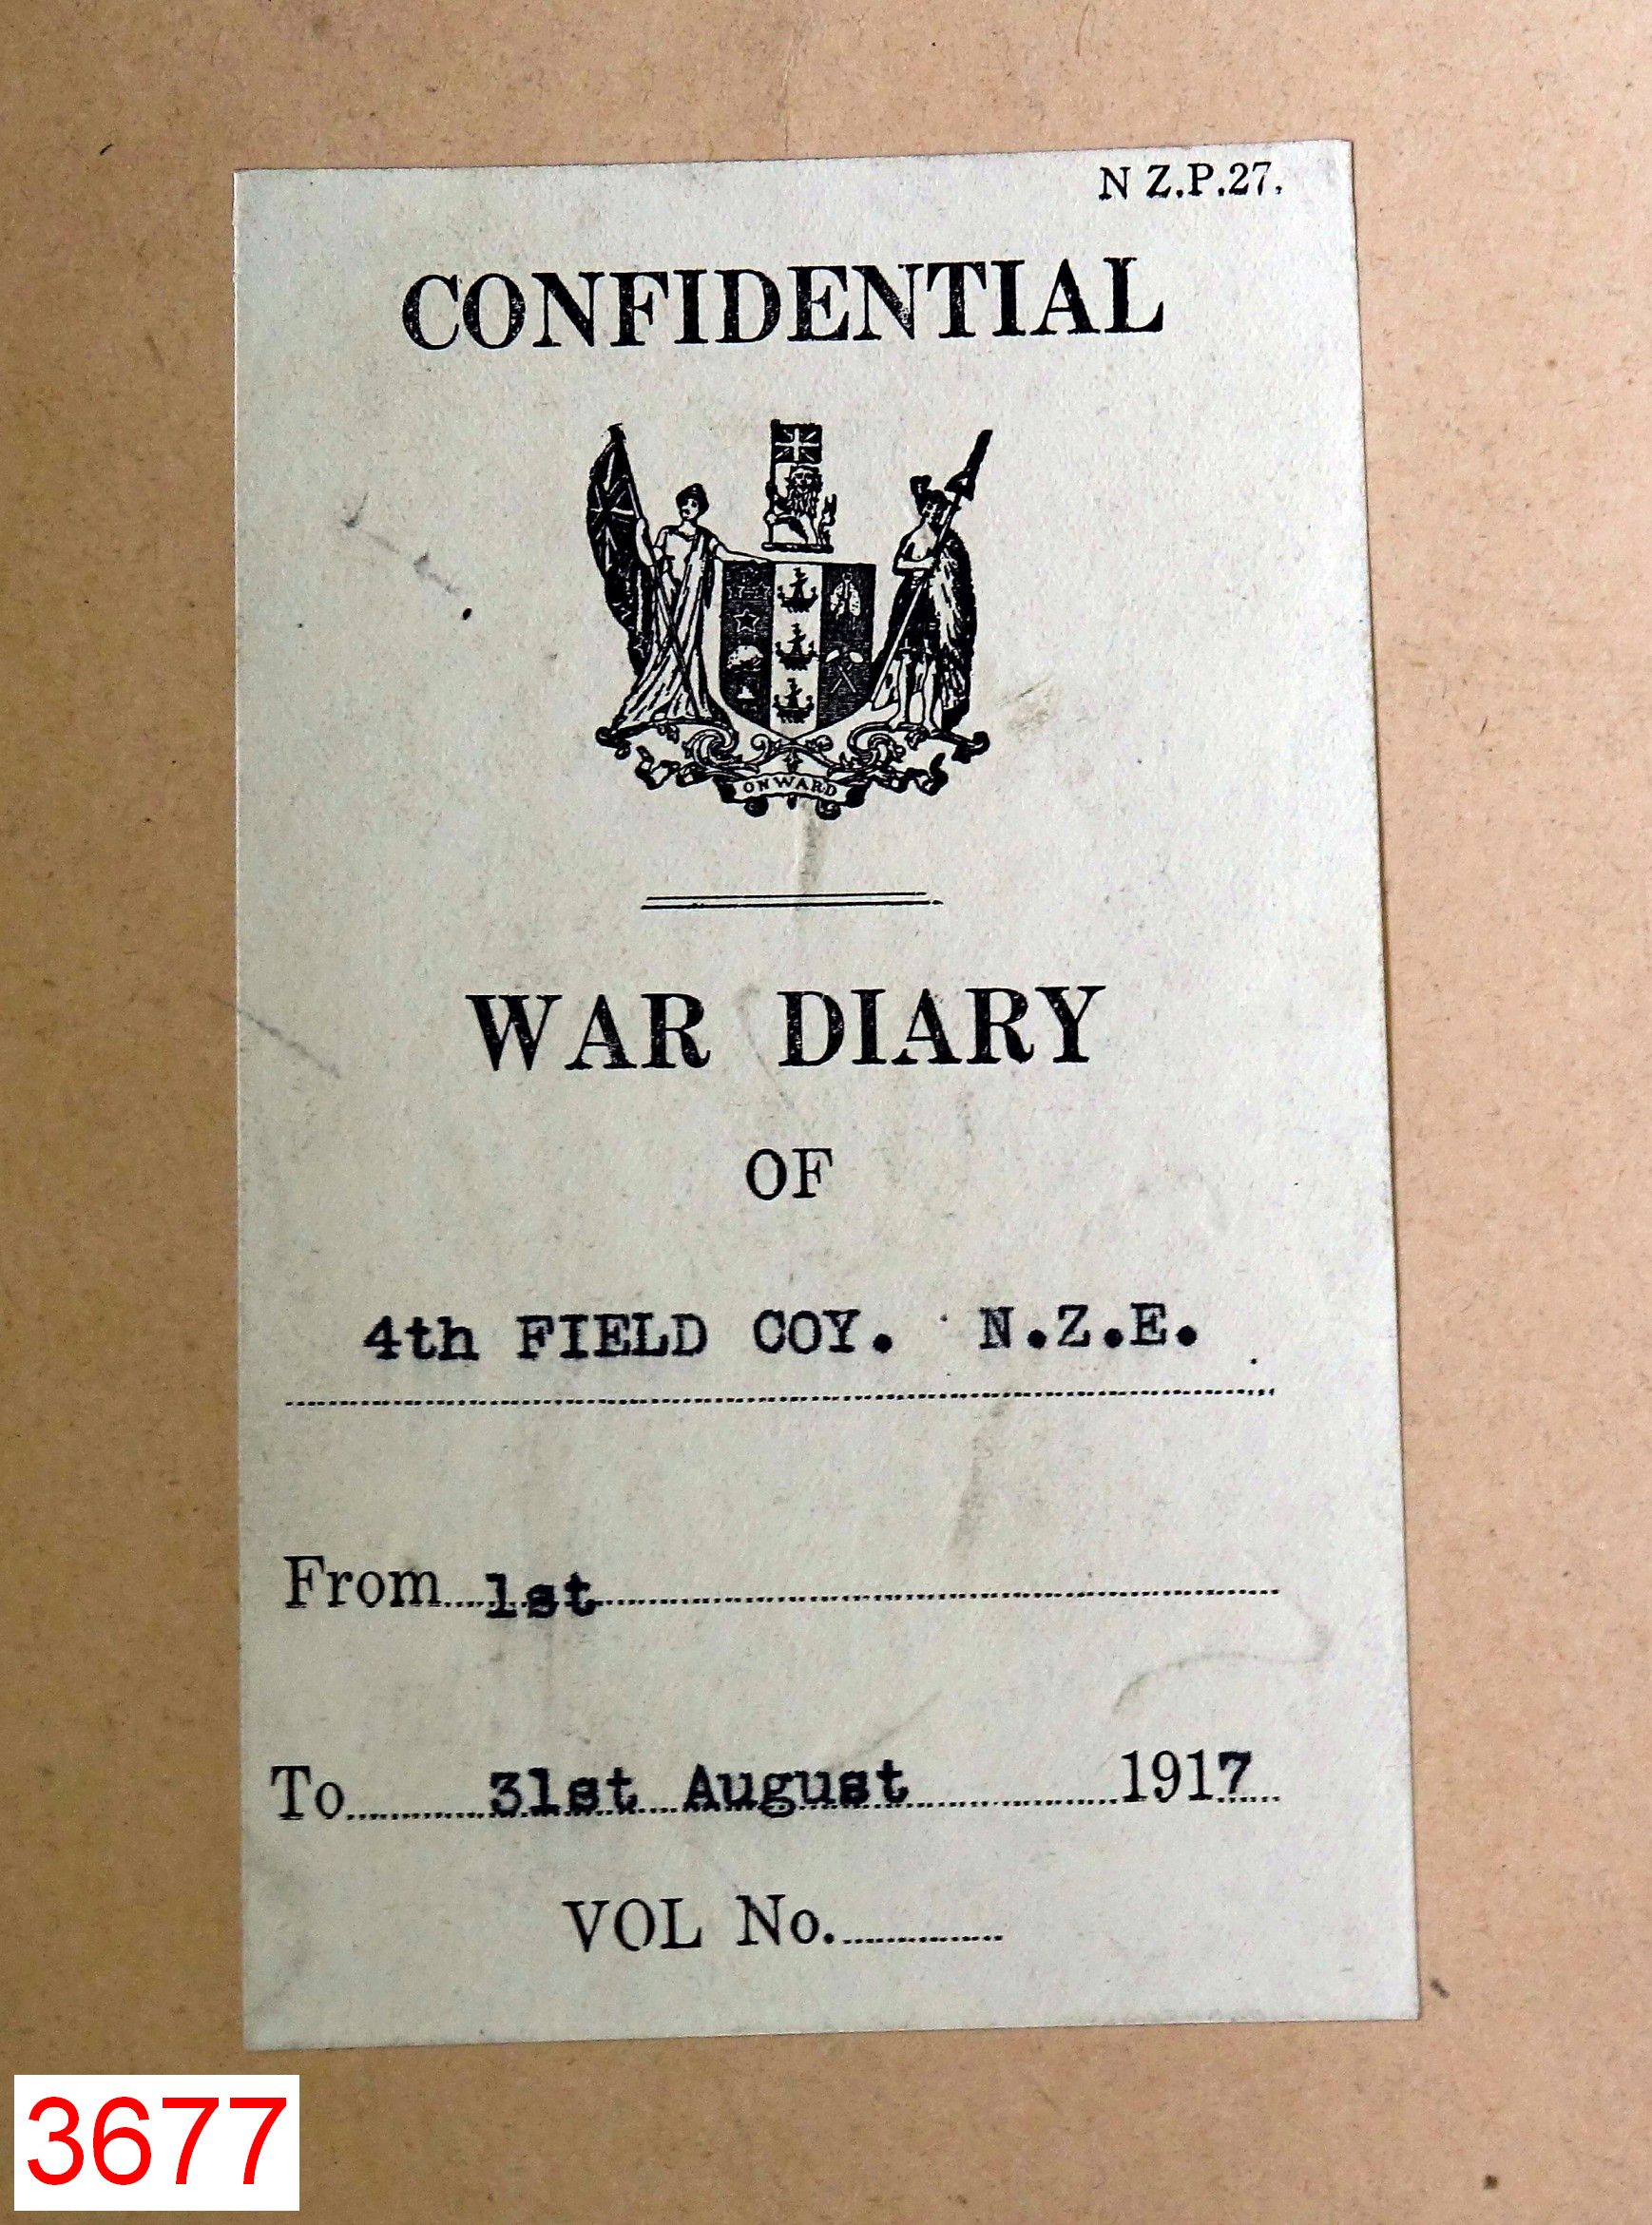 N Z.P.27.
CONFIDENTIAL
ONWARD
WAR DIARY
OF
4th FIELD COY. N.Z.E.
From 1st
To 31st August 1917
VOL No.
3677